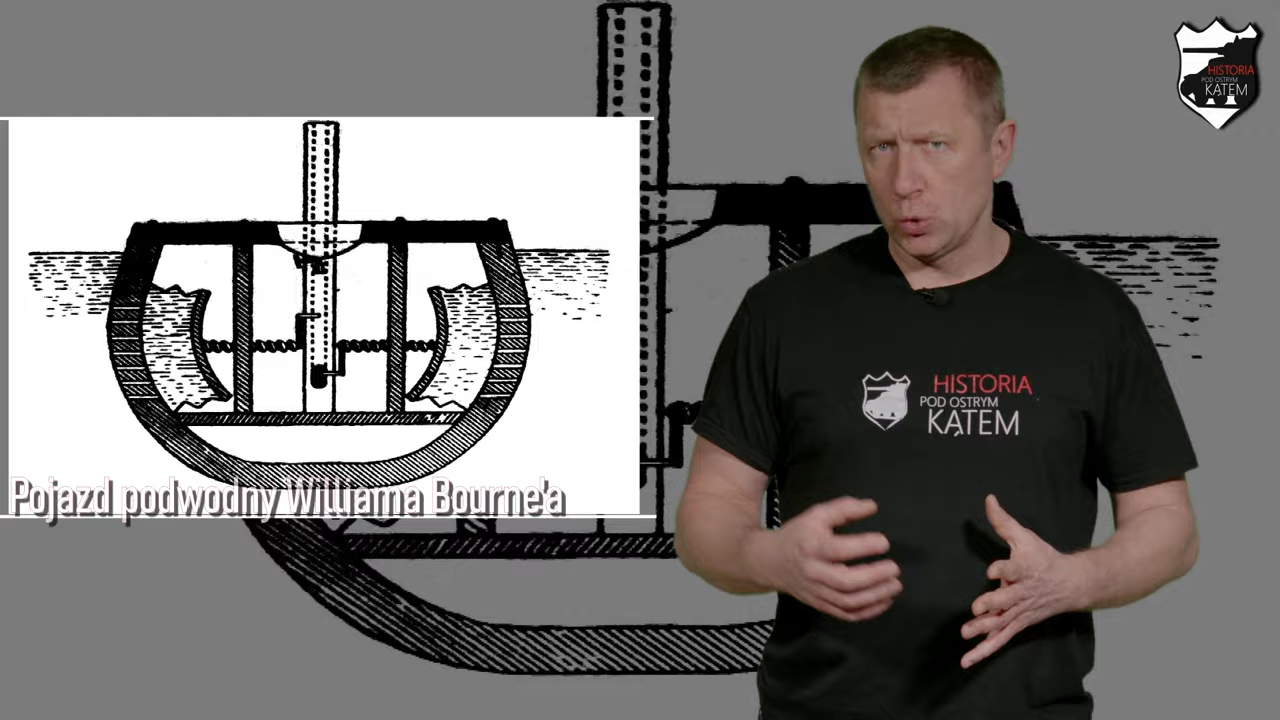 HISTORIA
POD OSTRYM
KĄTEM
HISTORIA
POD OSTRYM
KĄTEM
Pojazd podwodny Williama Bourne'a